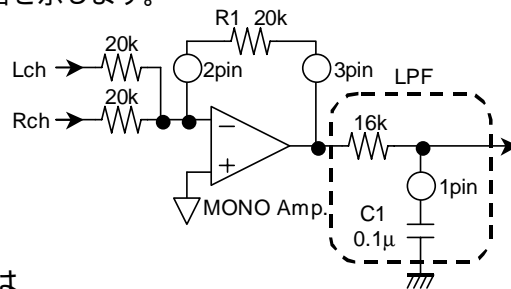 を示します。
R1 20k
20k
2pin
3pin
Lch
LPF
20k
Rch
16k
MONO Amp.
1pin
C1
0.1μ
は